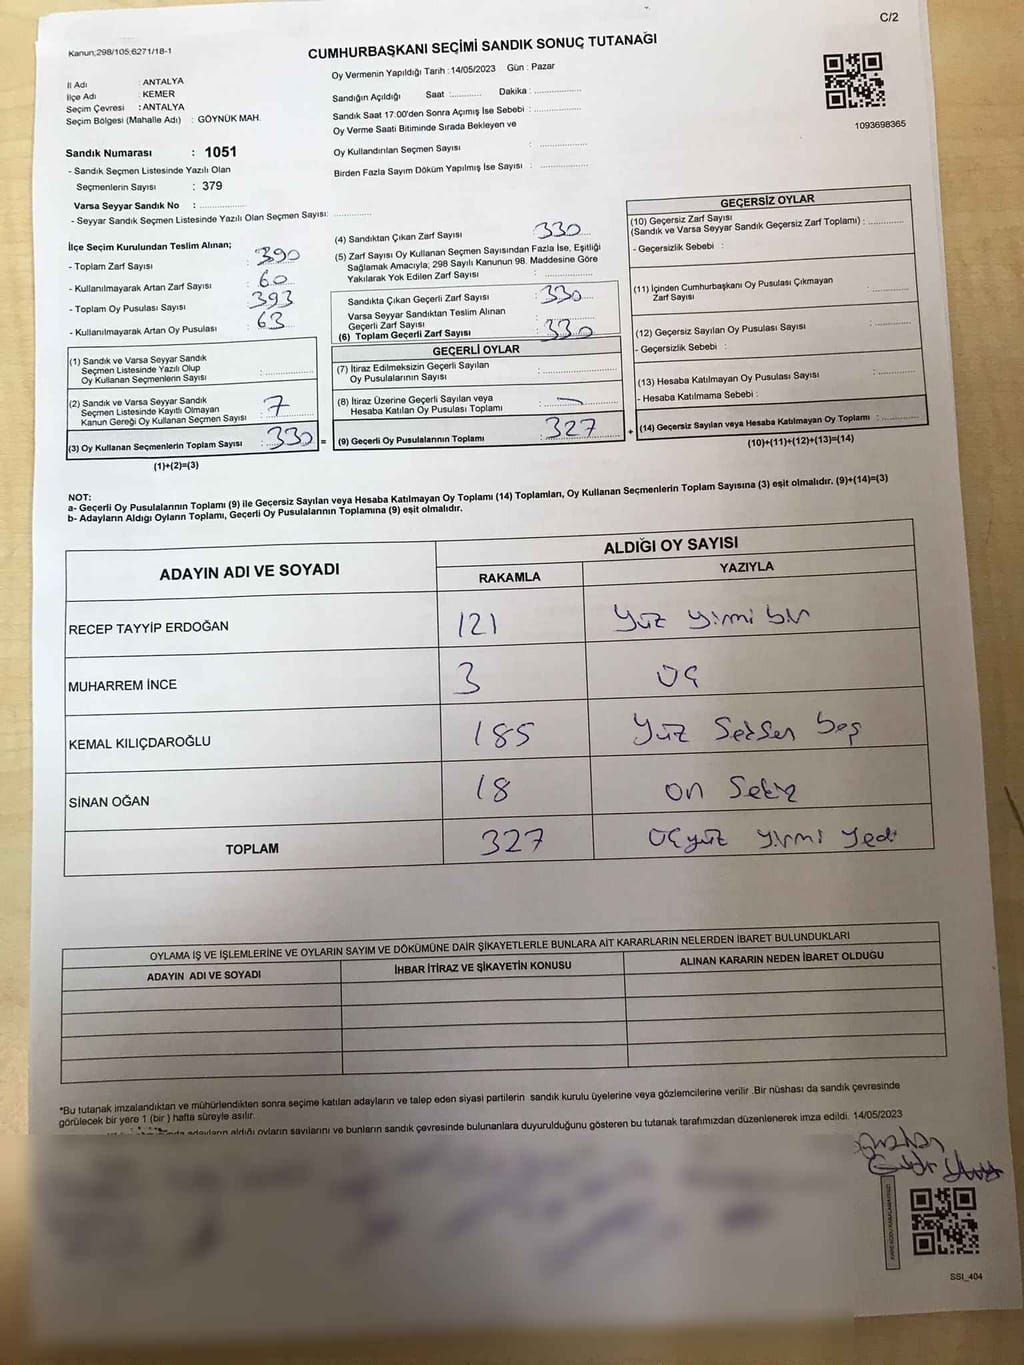 C/2
Kanun;298/105;6271/18-1
CUMHURBAŞKANI SEÇİMİ SANDIK SONUÇ TUTANAĞI
İl Adı : ANTALYA
İlçe Adı : KEMER
Seçim Çevresi : ANTALYA
Seçim Bölgesi (Mahalle Adı) : GÖYNÜK MAH.
Sandık Numarası : 1051
- Sandık Seçmen Listesinde Yazılı Olan
Seçmenlerin Sayısı : 379
Varsa Seyyar Sandık No :
- Seyyar Sandık Seçmen Listesinde Yazılı Olan Seçmen Sayısı:
Oy Vermenin Yapıldığı Tarih : 14/05/2023 Gün : Pazar
Sandığın Açıldığı Saat : Dakika :
Sandık Saat 17:00'den Sonra Açımış İse Sebebi :
Oy Verme Saati Bitiminde Sırada Bekleyen ve
Oy Kullandırılan Seçmen Sayısı :
Birden Fazla Sayım Döküm Yapılmış İse Sayısı :
1093698365
İlçe Seçim Kurulundan Teslim Alınan;
- Toplam Zarf Sayısı : 390
- Kullanılmayarak Artan Zarf Sayısı : 60
- Toplam Oy Pusulası Sayısı : 393
- Kullanılmayarak Artan Oy Pusulası : 63
(1) Sandık ve Varsa Seyyar Sandık
Seçmen Listesinde Yazılı Olup
Oy Kullanan Seçmenlerin Sayısı :
(2) Sandık ve Varsa Seyyar Sandık
Seçmen Listesinde Kayıtlı Olmayan
Kanun Gereği Oy Kullanan Seçmen Sayısı : 7
(3) Oy Kullanan Seçmenlerin Toplam Sayısı : 330 =
(1)+(2)=(3)
(4) Sandıktan Çıkan Zarf Sayısı : 330
(5) Zarf Sayısı Oy Kullanan Seçmen Sayısından Fazla İse, Eşitliği
Sağlamak Amacıyla; 298 Sayılı Kanunun 98. Maddesine Göre
Yakılarak Yok Edilen Zarf Sayısı :
Sandıkta Çıkan Geçerli Zarf Sayısı : 330
Varsa Seyyar Sandıktan Teslim Alınan
Geçerli Zarf Sayısı :
(6) Toplam Geçerli Zarf Sayısı : 330
GEÇERLİ OYLAR
(7) İtiraz Edilmeksizin Geçerli Sayılan
Oy Pusulalarının Sayısı :
(8) İtiraz Üzerine Geçerli Sayılan veya
Hesaba Katılan Oy Pusulası Toplamı : —
(9) Geçerli Oy Pusulalarının Toplamı : 327 +
GEÇERSİZ OYLAR
(10) Geçersiz Zarf Sayısı
(Sandık ve Varsa Seyyar Sandık Geçersiz Zarf Toplamı) :
- Geçersizlik Sebebi :
(11) İçinden Cumhurbaşkanı Oy Pusulası Çıkmayan
Zarf Sayısı :
(12) Geçersiz Sayılan Oy Pusulası Sayısı :
- Geçersizlik Sebebi :
(13) Hesaba Katılmayan Oy Pusulası Sayısı :
- Hesaba Katılmama Sebebi :
(14) Geçersiz Sayılan veya Hesaba Katılmayan Oy Toplamı :
(10)+(11)+(12)+(13)=(14)
NOT:
a- Geçerli Oy Pusulalarının Toplamı (9) ile Geçersiz Sayılan veya Hesaba Katılmayan Oy Toplamı (14) Toplamları, Oy Kullanan Seçmenlerin Toplam Sayısına (3) eşit olmalıdır. (9)+(14)=(3)
b- Adayların Aldığı Oyların Toplamı, Geçerli Oy Pusulalarının Toplamına (9) eşit olmalıdır.
ADAYIN ADI VE SOYADI ALDIĞI OY SAYISI
RAKAMLA YAZIYLA
RECEP TAYYİP ERDOĞAN 121 Yüz yirmi bir
MUHARREM İNCE 3 üç
KEMAL KILIÇDAROĞLU 185 Yüz Seksen beş
SİNAN OĞAN 18 on Sekiz
TOPLAM 327 üçyüz yirmi yedi
OYLAMA İŞ VE İŞLEMLERİNE VE OYLARIN SAYIM VE DÖKÜMÜNE DAİR ŞİKAYETLERLE BUNLARA AİT KARARLARIN NELERDEN İBARET BULUNDUKLARI
ADAYIN ADI VE SOYADI İHBAR İTİRAZ VE ŞİKAYETİN KONUSU ALINAN KARARIN NEDEN İBARET OLDUĞU
*Bu tutanak imzalandıktan ve mühürlendikten sonra seçime katılan adayların ve talep eden siyasi partilerin sandık kurulu üyelerine veya gözlemcilerine verilir .Bir nüshası da sandık çevresinde
görülecek bir yere 1 (bir ) hafta süreyle asılır.
adayların aldığı oyların sayılarını ve bunların sandık çevresinde bulunanlara duyurulduğunu gösteren bu tutanak tarafımızdan düzenlenerek imza edildi. 14/05/2023
SSI_404